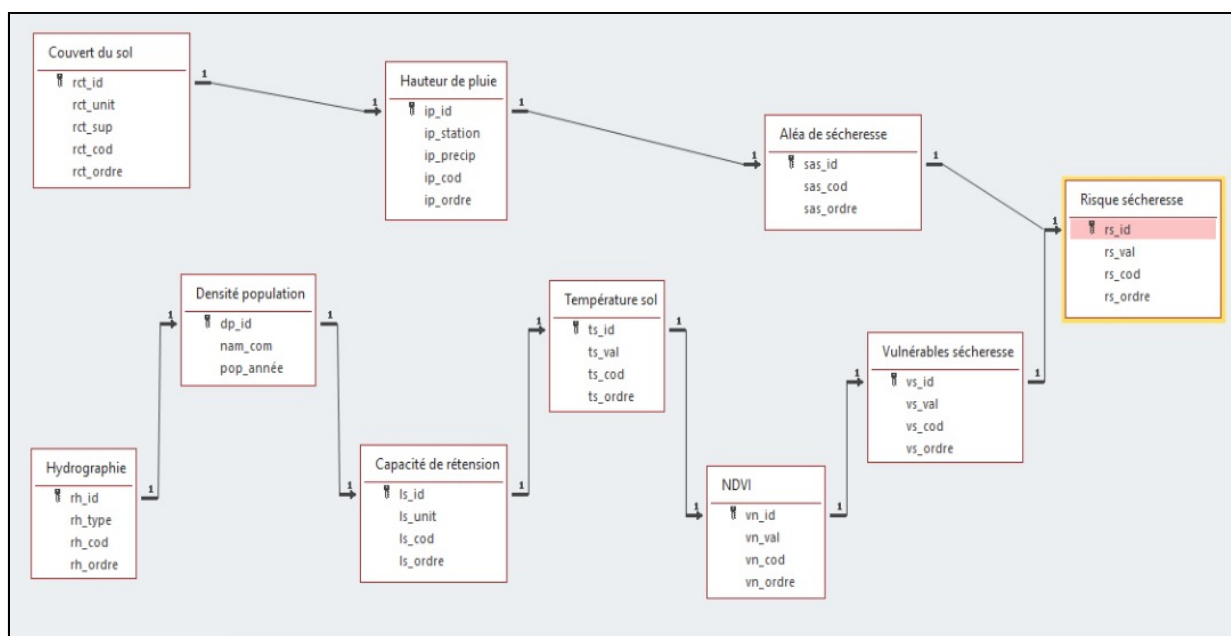 Couvert du sol
rct_id
rct_unit
rct_sup
rct_cod
rct_ordre
1
1
Hauteur de pluie
ip_id
ip_station
ip_precip
ip_cod
ip_ordre
1
1
Aléa de sécheresse
sas_id
sas_cod
sas_ordre
1
1
Risque sécheresse
rs_id
rs_val
rs_cod
rs_ordre
Hydrographie
rh_id
rh_type
rh_cod
rh_ordre
1
1
Densité population
dp_id
nam_com
pop_année
1
1
Capacité de rétention
ls_id
ls_unit
ls_cod
ls_ordre
1
1
Température sol
ts_id
ts_val
ts_cod
ts_ordre
1
1
NDVI
vn_id
vn_val
vn_cod
vn_ordre
1
1
Vulnérables sécheresse
vs_id
vs_val
vs_cod
vs_ordre
1